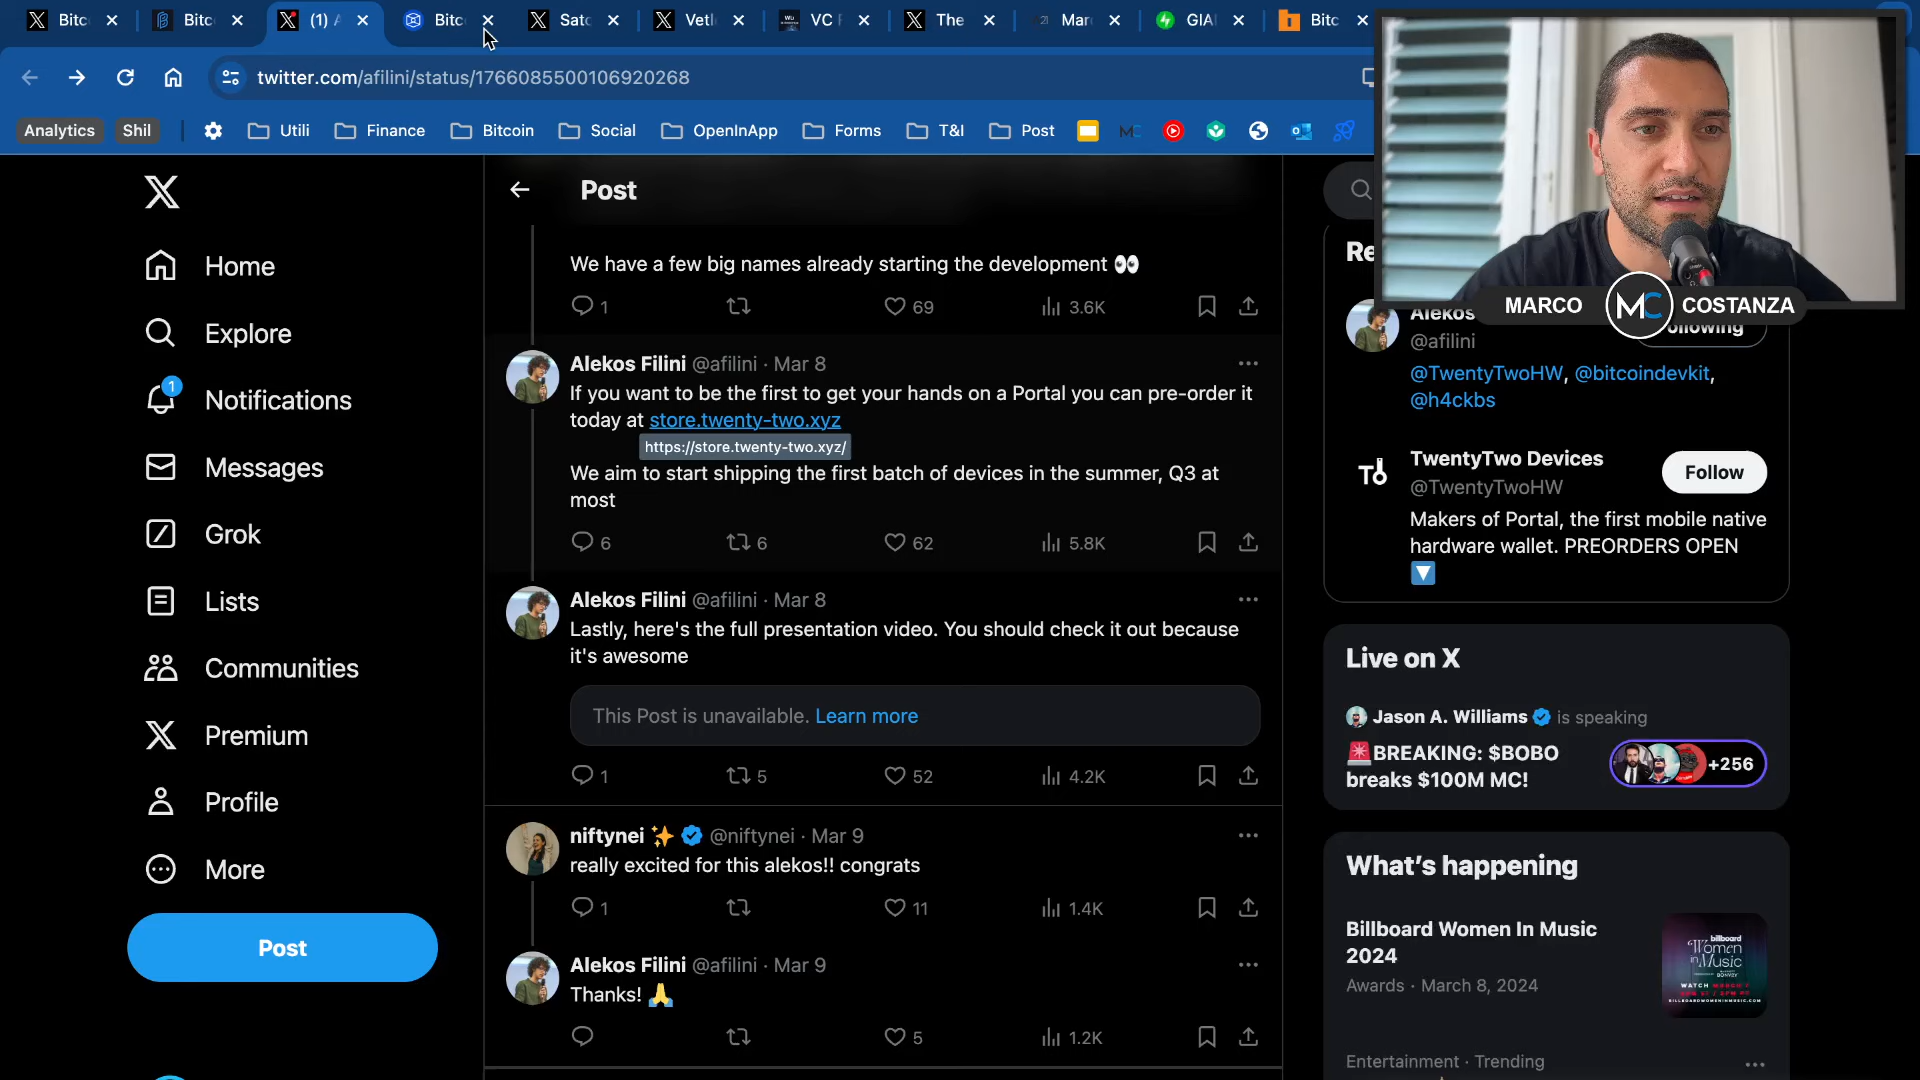 Bitc
Bitc
(1) A
Bitc
Satc
Vetl
VC F
The
Mar
GIA
Bitc
twitter.com/afilini/status/1766085500106920268
Analytics
Shil
Utili
Finance
Bitcoin
Social
OpenInApp
Forms
T&I
Post
MC
MARCO
MC
COSTANZA
Home
Explore
1
Notifications
Messages
Grok
Lists
Communities
Premium
Profile
More
Post
Post
We have a few big names already starting the development 👀
1
69
3.6K
Alekos Filini @afilini · Mar 8
If you want to be the first to get your hands on a Portal you can pre-order it
today at store.twenty-two.xyz
https://store.twenty-two.xyz/
We aim to start shipping the first batch of devices in the summer, Q3 at
most
6
6
62
5.8K
Alekos Filini @afilini · Mar 8
Lastly, here's the full presentation video. You should check it out because
it's awesome
This Post is unavailable. Learn more
1
5
52
4.2K
niftynei ✨ @niftynei · Mar 9
really excited for this alekos!! congrats
1
11
1.4K
Alekos Filini @afilini · Mar 9
Thanks! 🙏
5
1.2K
Re
Alekos
@afilini
ollowing
@TwentyTwoHW, @bitcoindevkit,
@h4ckbs
TwentyTwo Devices
@TwentyTwoHW
Follow
Makers of Portal, the first mobile native
hardware wallet. PREORDERS OPEN
🔽
Live on X
Jason A. Williams is speaking
🚨BREAKING: $BOBO
breaks $100M MC!
+256
What's happening
Billboard Women In Music
2024
Awards · March 8, 2024
billboard
Women
in Music
Entertainment · Trending